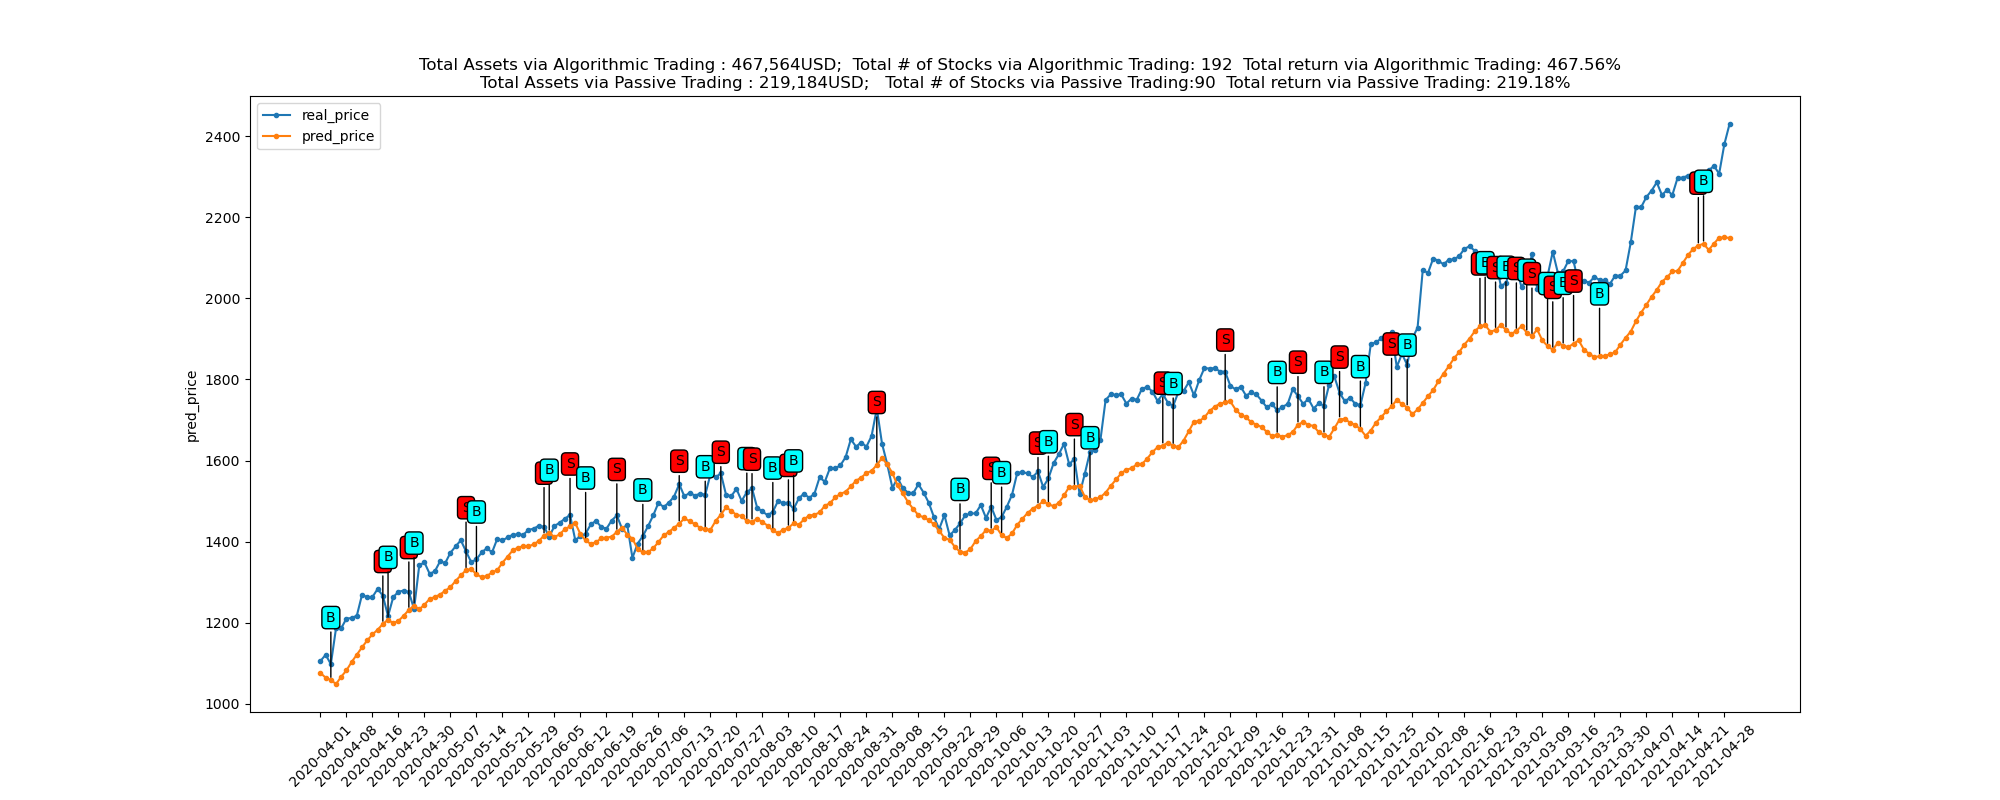 Total Assets via Algorithmic Trading : 467,564USD;  Total # of Stocks via Algorithmic Trading: 192  Total return via Algorithmic Trading: 467.56%
Total Assets via Passive Trading : 219,184USD;   Total # of Stocks via Passive Trading:90  Total return via Passive Trading: 219.18%
real_price
pred_price
2400
2200
2000
1800
1600
1400
1200
1000
pred_price
B
B
B
S
B
B
S
B
S
B
S
B
S
B
S
S
B
B
S
B
B
B
S
B
S
B
B
S
S
B
B
S
B
S
B
S
B
S
S
B
B
2020-04-01
2020-04-08
2020-04-16
2020-04-23
2020-04-30
2020-05-07
2020-05-14
2020-05-21
2020-05-29
2020-06-05
2020-06-12
2020-06-19
2020-06-26
2020-07-06
2020-07-13
2020-07-20
2020-07-27
2020-08-03
2020-08-10
2020-08-17
2020-08-24
2020-08-31
2020-09-08
2020-09-15
2020-09-22
2020-09-29
2020-10-06
2020-10-13
2020-10-20
2020-10-27
2020-11-03
2020-11-10
2020-11-17
2020-11-24
2020-12-02
2020-12-09
2020-12-16
2020-12-23
2020-12-31
2021-01-08
2021-01-15
2021-01-25
2021-02-01
2021-02-08
2021-02-16
2021-02-23
2021-03-02
2021-03-09
2021-03-16
2021-03-23
2021-03-30
2021-04-07
2021-04-14
2021-04-21
2021-04-28